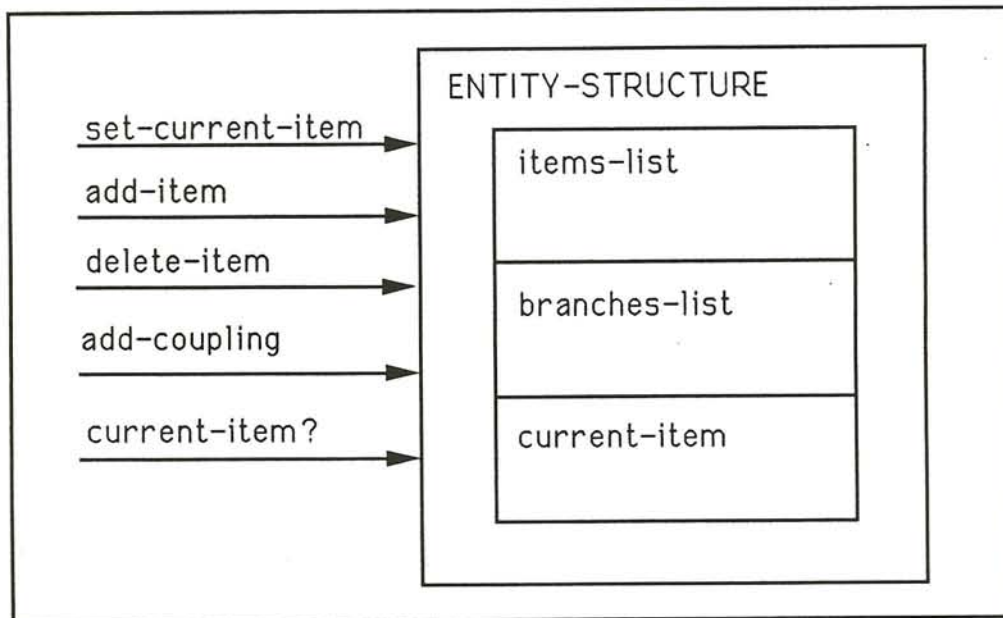 ENTITY-STRUCTURE
set-current-item
add-item
delete-item
add-coupling
current-item?
items-list
branches-list
current-item